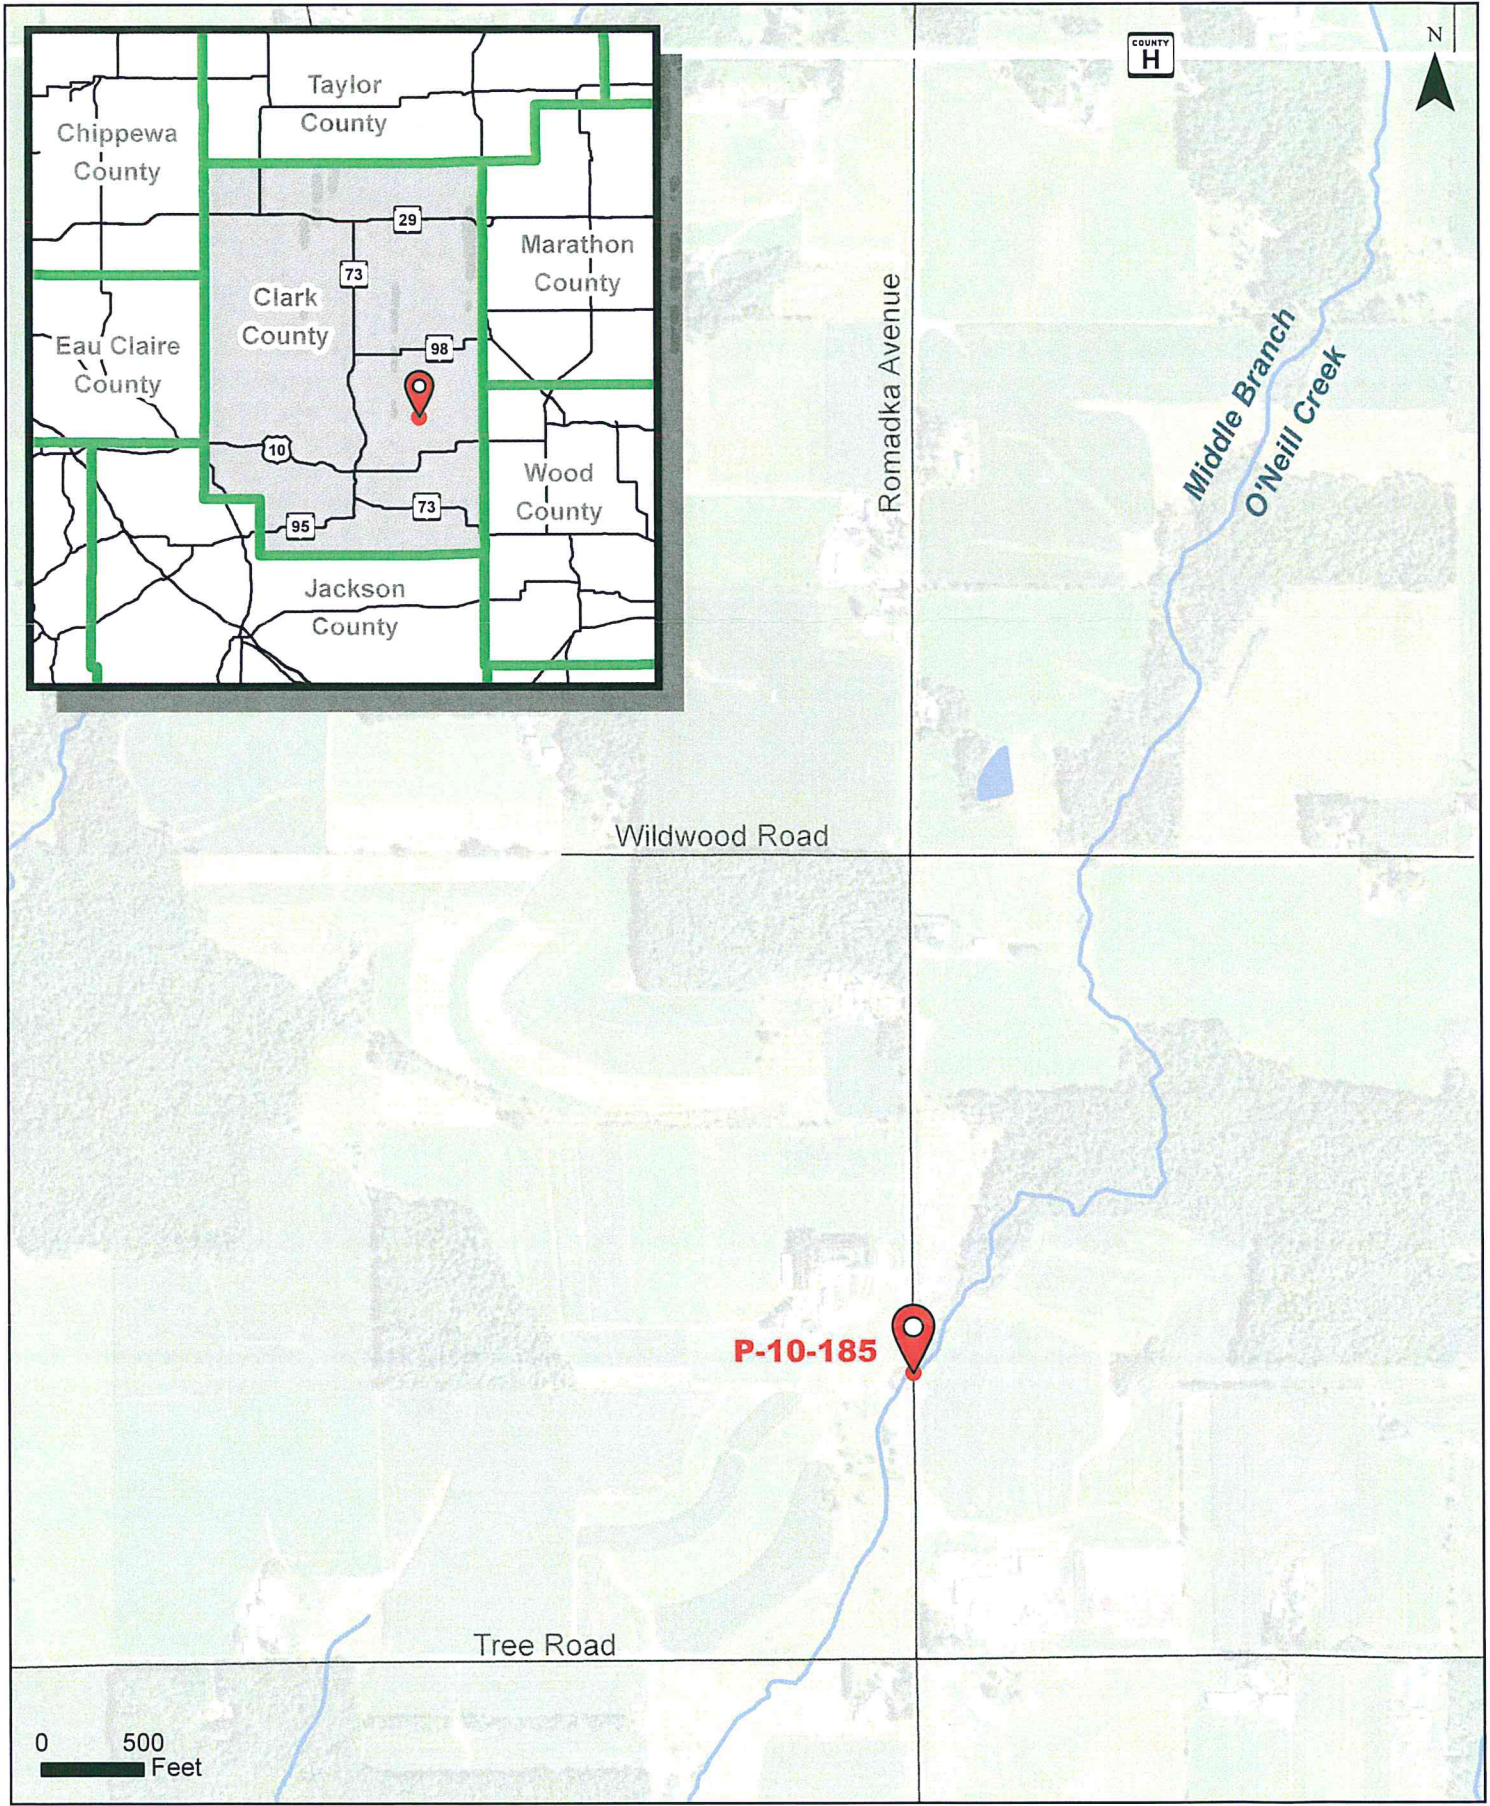 COUNTY
H
N
Taylor
County
Chippewa
County
29
Marathon
County
73
Clark
County
98
Eau Claire
County
10
Wood
County
73
95
Jackson
County
Romadka Avenue
Middle Branch
O'Neill Creek
Wildwood Road
P-10-185
Tree Road
0 500
Feet